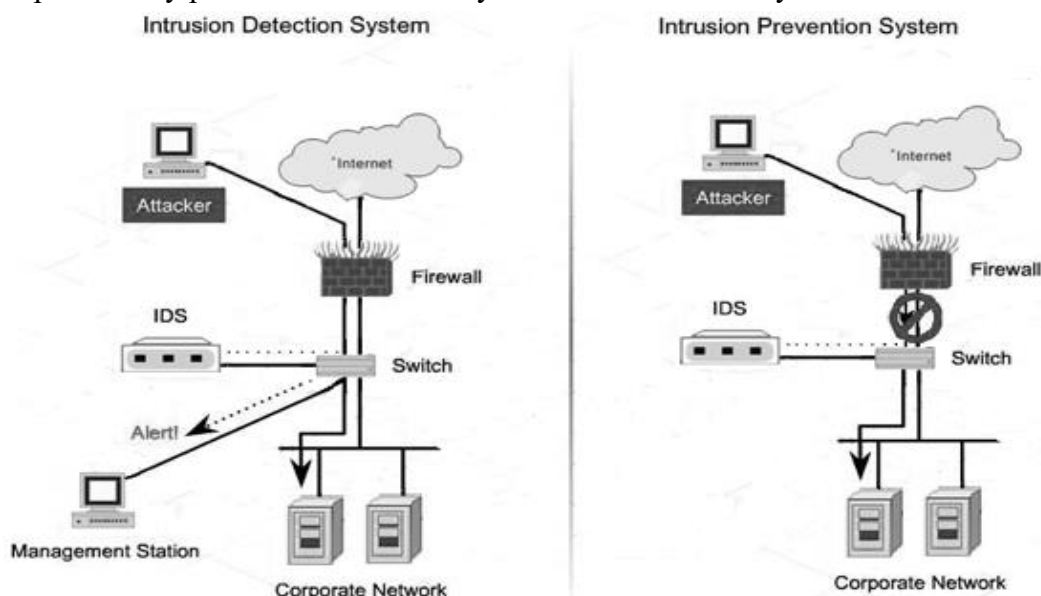 Intrusion Detection System
Internet
Attacker
Firewall
IDS
Switch
Alert!
Management Station
Corporate Network
Intrusion Prevention System
Internet
Attacker
Firewall
IDS
Switch
Corporate Network